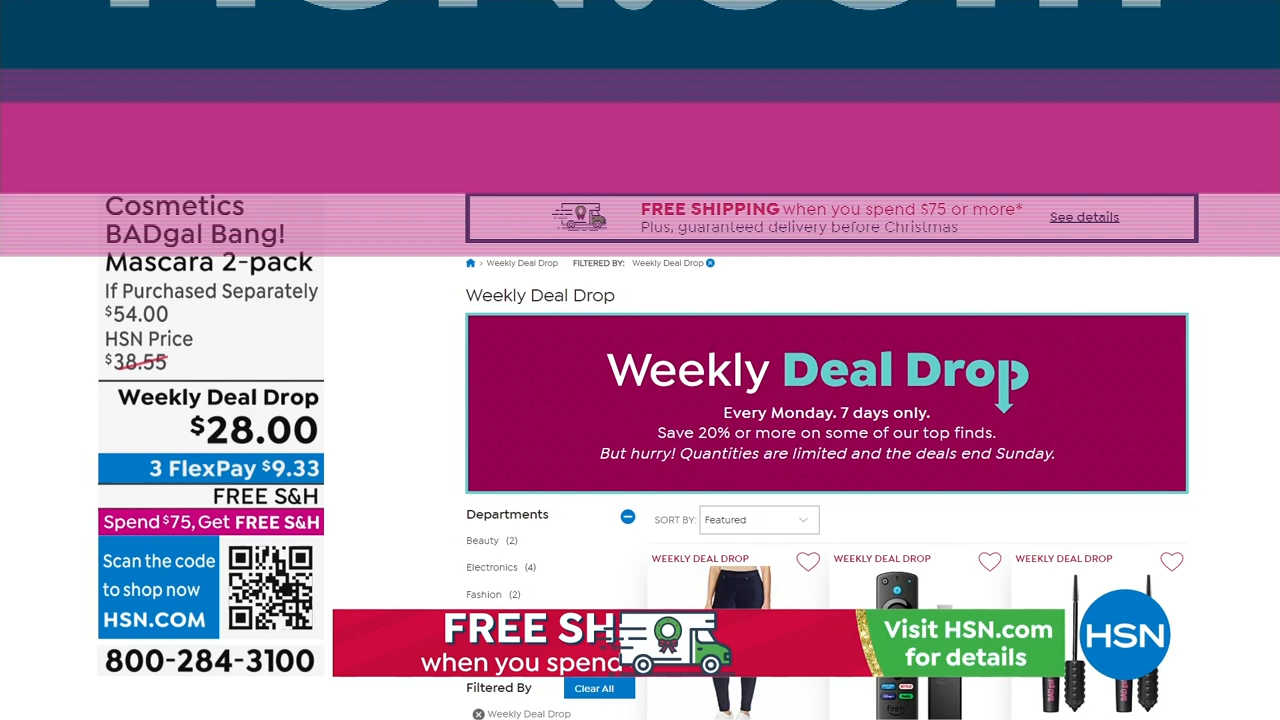 HSN.com
Cosmetics
BADgal Bang!
Mascara 2-pack
If Purchased Separately
$54.00
HSN Price
$38.55
Weekly Deal Drop
$28.00
3 FlexPay $9.33
FREE S&H
Spend $75, Get FREE S&H
Scan the code
to shop now
HSN.COM
800-284-3100
FREE SHIPPING when you spend $75 or more*
Plus, guaranteed delivery before Christmas
See details
> Weekly Deal Drop FILTERED BY: Weekly Deal Drop
Weekly Deal Drop
Weekly Deal Drop
Every Monday. 7 days only.
Save 20% or more on some of our top finds.
But hurry! Quantities are limited and the deals end Sunday.
Departments
Beauty (2)
Electronics (4)
Fashion (2)
SORT BY: Featured
WEEKLY DEAL DROP
WEEKLY DEAL DROP
WEEKLY DEAL DROP
FREE SH
when you spend
Visit HSN.com
for details
HSN
Filtered By
Clear All
Weekly Deal Drop